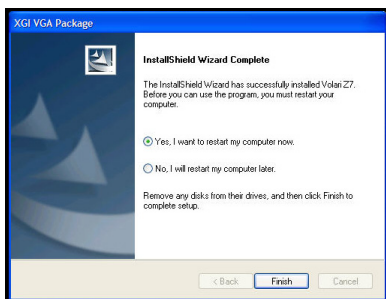 XGI VGA Package
InstallShield Wizard Complete
The InstallShield Wizard has successfully installed Volari Z7.
Before you can use the program, you must restart your
computer.
Yes, I want to restart my computer now.
No, I will restart my computer later.
Remove any disks from their drives, and then click Finish to
complete setup.
< Back Finish Cancel